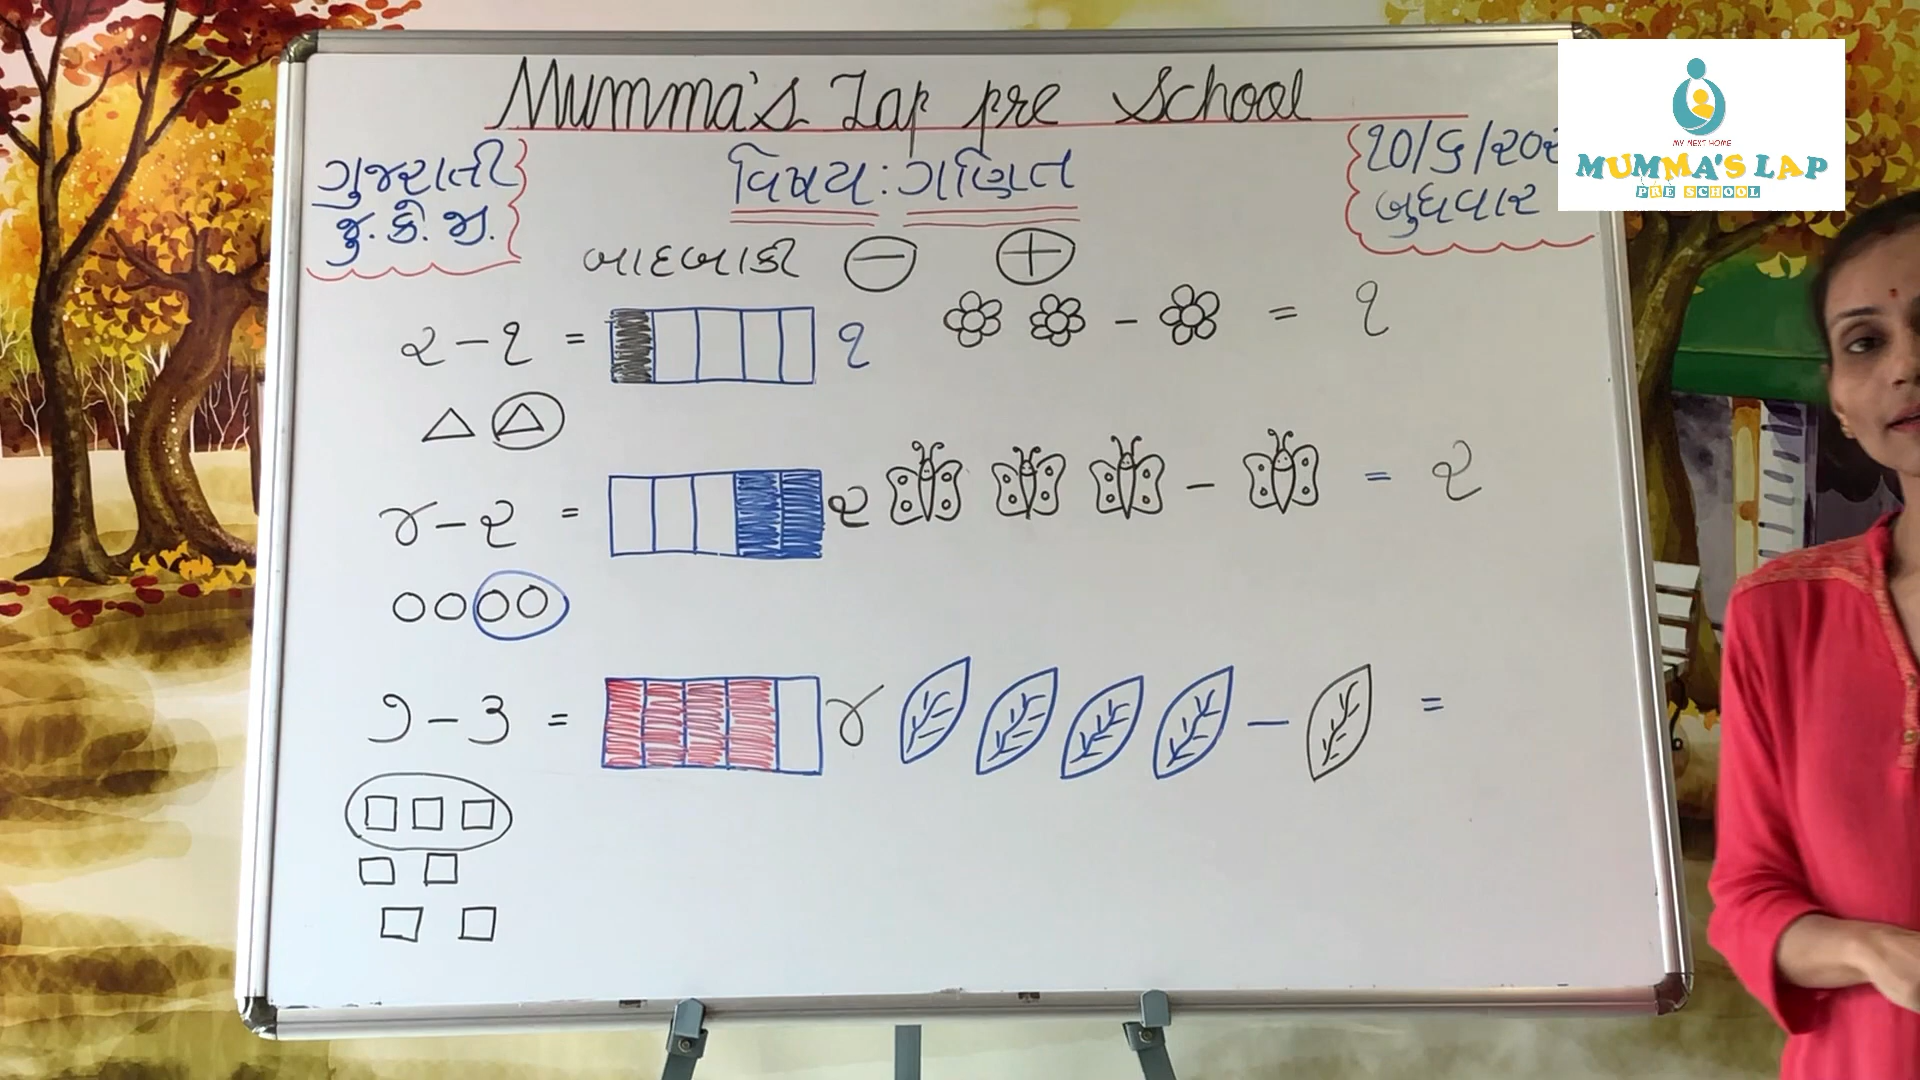 Mumma's Lap pre School
ગુજરાતી
જુ. કે. જી.
વિષય : ગણિત
૧૦/૬/૨૦૨
બુધવાર
MY NEXT HOME
MUMMA'S LAP
PRE SCHOOL
બાદબાકી − +
૨ − ૧ = ૧
− = ૧
૪ − ૨ = ૨
− = ૨
૭ − ૩ = ૪
− =